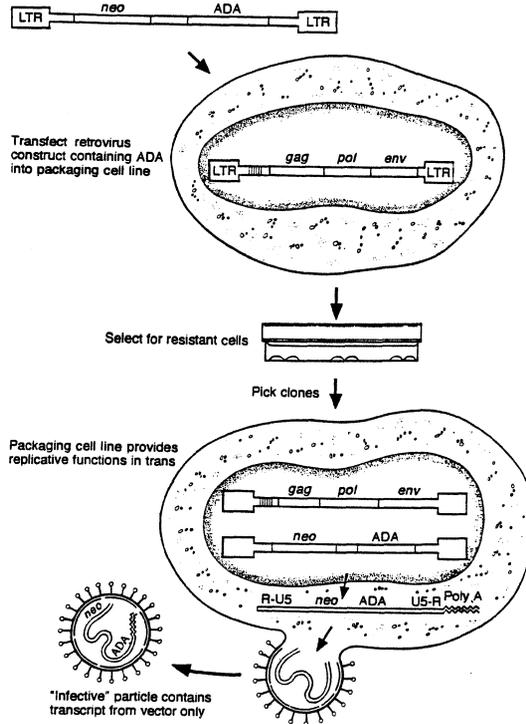 LTR neo ADA LTR
Transfect retrovirus
construct containing ADA
into packaging cell line
gag pol env
LTR LTR
Select for resistant cells
Pick clones
Packaging cell line provides
replicative functions in trans
gag pol env
neo ADA
R-U5 neo ADA U5-R Poly A
neo
ADA
"Infective" particle contains
transcript from vector only